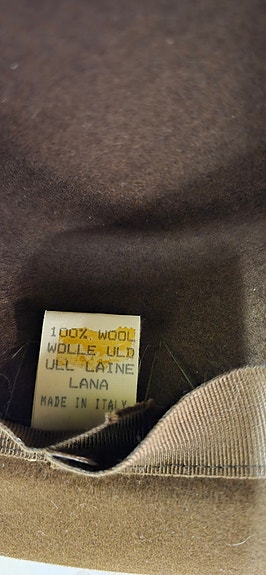 100% WOOL
WOLLE ULD
ULL LAINE
LANA
MADE IN ITALY